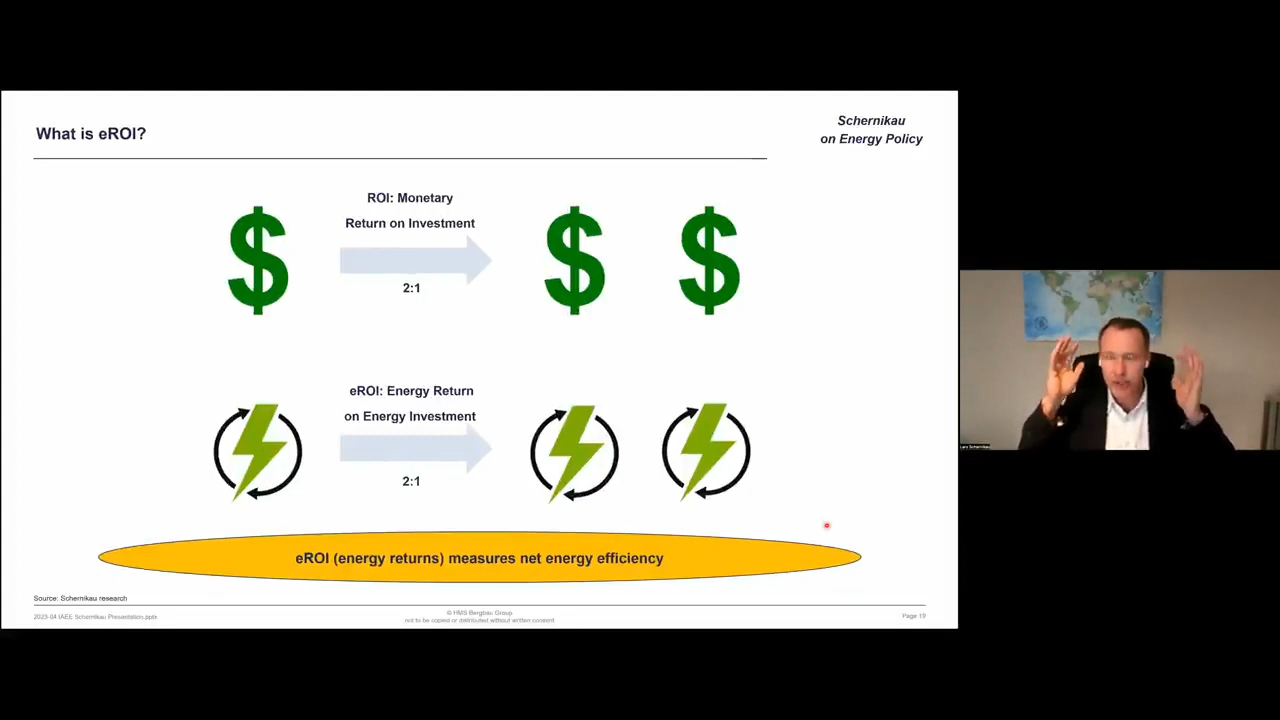 What is eROI?
Schernikau
on Energy Policy
ROI: Monetary
Return on Investment
2:1
$
$
$
eROI: Energy Return
on Energy Investment
2:1
eROI (energy returns) measures net energy efficiency
Source: Schernikau research
2023-04 IAEE Schernikau Presentation.pptx
© HMS Bergbau Group
not to be copied or distributed without written consent
Page 19
Lars Schernikau